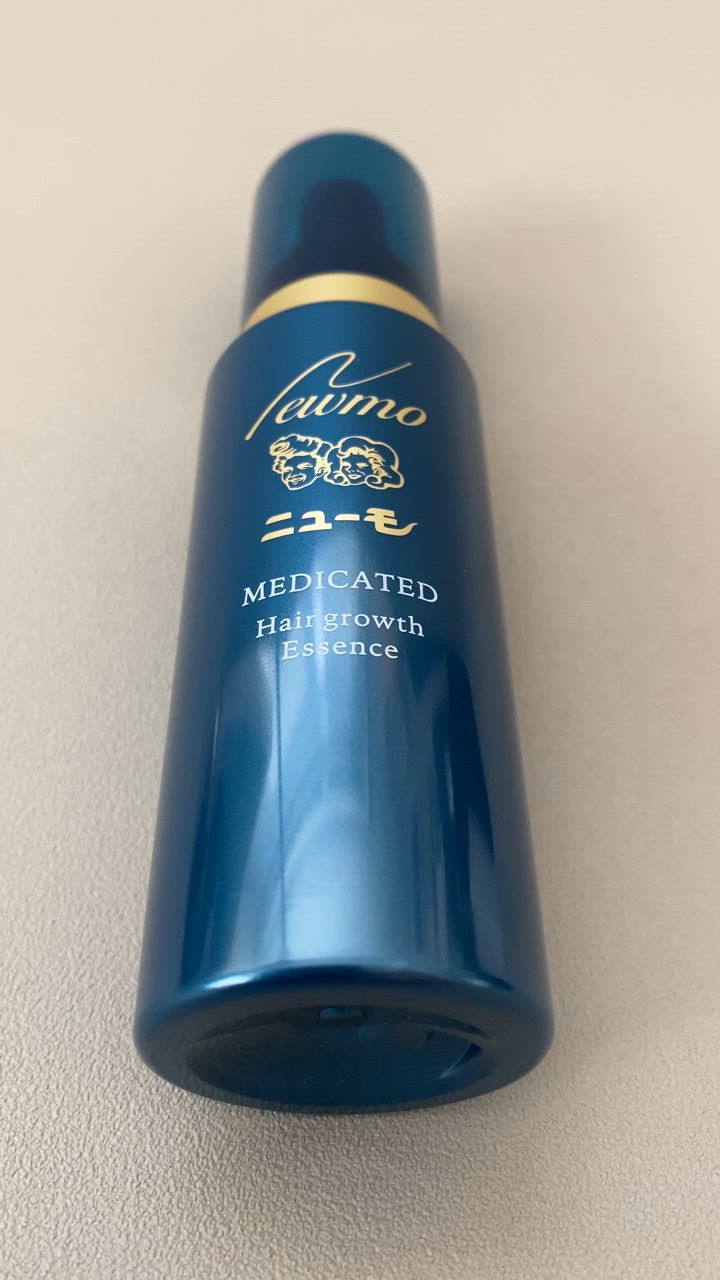 Newmo
ニューモ
MEDICATED
Hair growth
Essence